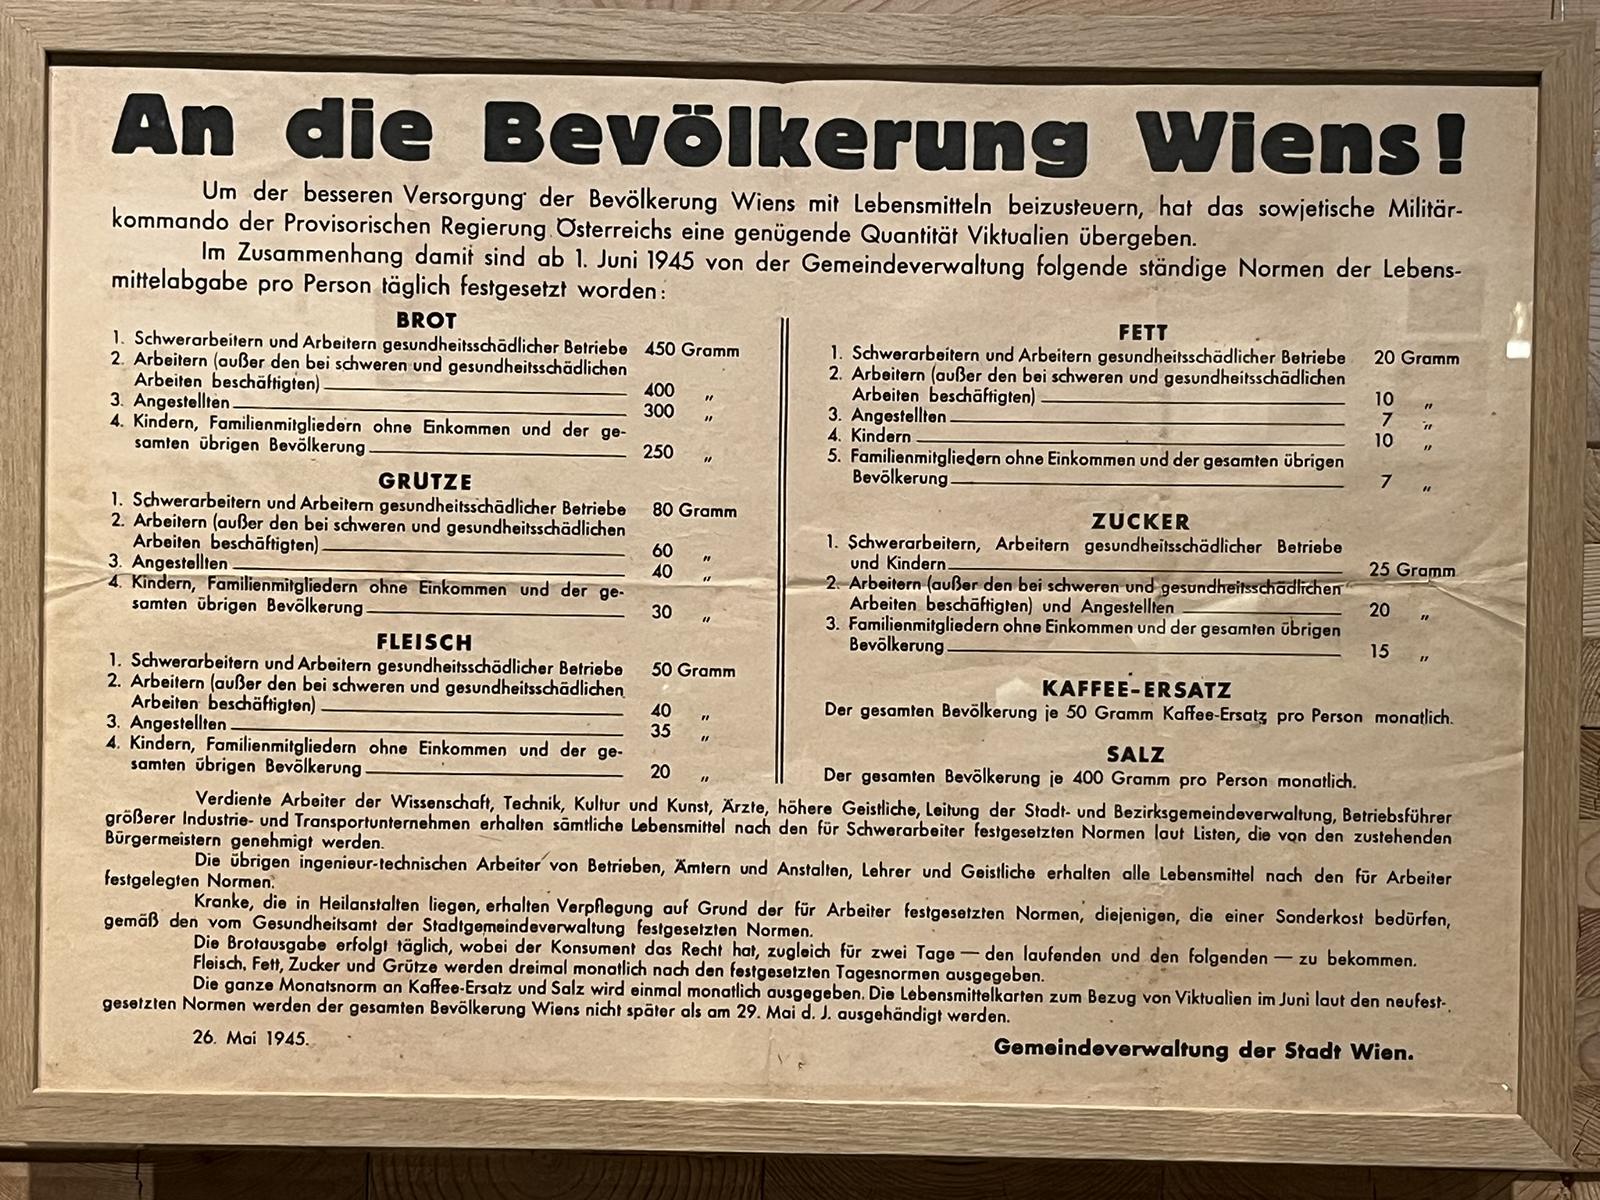 An die Bevölkerung Wiens!
Um der besseren Versorgung der Bevölkerung Wiens mit Lebensmitteln beizusteuern, hat das sowjetische Militär-
kommando der Provisorischen Regierung Österreichs eine genügende Quantität Viktualien übergeben.
Im Zusammenhang damit sind ab 1. Juni 1945 von der Gemeindeverwaltung folgende ständige Normen der Lebens-
mittelabgabe pro Person täglich festgesetzt worden:
BROT
1. Schwerarbeitern und Arbeitern gesundheitsschädlicher Betriebe 450 Gramm
2. Arbeitern (außer den bei schweren und gesundheitsschädlichen
Arbeiten beschäftigten) 400 „
3. Angestellten 300 „
4. Kindern, Familienmitgliedern ohne Einkommen und der ge-
samten übrigen Bevölkerung 250 „
GRÜTZE
1. Schwerarbeitern und Arbeitern gesundheitsschädlicher Betriebe 80 Gramm
2. Arbeitern (außer den bei schweren und gesundheitsschädlichen
Arbeiten beschäftigten) 60 „
3. Angestellten 40 „
4. Kindern, Familienmitgliedern ohne Einkommen und der ge-
samten übrigen Bevölkerung 30 „
FLEISCH
1. Schwerarbeitern und Arbeitern gesundheitsschädlicher Betriebe 50 Gramm
2. Arbeitern (außer den bei schweren und gesundheitsschädlichen
Arbeiten beschäftigten) 40 „
3. Angestellten 35 „
4. Kindern, Familienmitgliedern ohne Einkommen und der ge-
samten übrigen Bevölkerung 20 „
FETT
1. Schwerarbeitern und Arbeitern gesundheitsschädlicher Betriebe 20 Gramm
2. Arbeitern (außer den bei schweren und gesundheitsschädlichen
Arbeiten beschäftigten) 10 „
3. Angestellten 7 „
4. Kindern 10 „
5. Familienmitgliedern ohne Einkommen und der gesamten übrigen
Bevölkerung 7 „
ZUCKER
1. Schwerarbeitern, Arbeitern gesundheitsschädlicher Betriebe
und Kindern 25 Gramm
2. Arbeitern (außer den bei schweren und gesundheitsschädlichen
Arbeiten beschäftigten) und Angestellten 20 „
3. Familienmitgliedern ohne Einkommen und der gesamten übrigen
Bevölkerung 15 „
KAFFEE-ERSATZ
Der gesamten Bevölkerung je 50 Gramm Kaffee-Ersatz pro Person monatlich.
SALZ
Der gesamten Bevölkerung je 400 Gramm pro Person monatlich.
Verdiente Arbeiter der Wissenschaft, Technik, Kultur und Kunst, Ärzte, höhere Geistliche, Leitung der Stadt- und Bezirksgemeindeverwaltung, Betriebsführer
größerer Industrie- und Transportunternehmen erhalten sämtliche Lebensmittel nach den für Schwerarbeiter festgesetzten Normen laut Listen, die von den zustehenden
Bürgermeistern genehmigt werden.
Die übrigen ingenieur-technischen Arbeiter von Betrieben, Ämtern und Anstalten, Lehrer und Geistliche erhalten alle Lebensmittel nach den für Arbeiter
festgelegten Normen.
Kranke, die in Heilanstalten liegen, erhalten Verpflegung auf Grund der für Arbeiter festgesetzten Normen, diejenigen, die einer Sonderkost bedürfen,
gemäß den vom Gesundheitsamt der Stadtgemeindeverwaltung festgesetzten Normen.
Die Brotausgabe erfolgt täglich, wobei der Konsument das Recht hat, zugleich für zwei Tage — den laufenden und den folgenden — zu bekommen.
Fleisch, Fett, Zucker und Grütze werden dreimal monatlich nach den festgesetzten Tagesnormen ausgegeben.
Die ganze Monatsnorm an Kaffee-Ersatz und Salz wird einmal monatlich ausgegeben. Die Lebensmittelkarten zum Bezug von Viktualien im Juni laut den neufest-
gesetzten Normen werden der gesamten Bevölkerung Wiens nicht später als am 29. Mai d. J. ausgehändigt werden.
26. Mai 1945.
Gemeindeverwaltung der Stadt Wien.